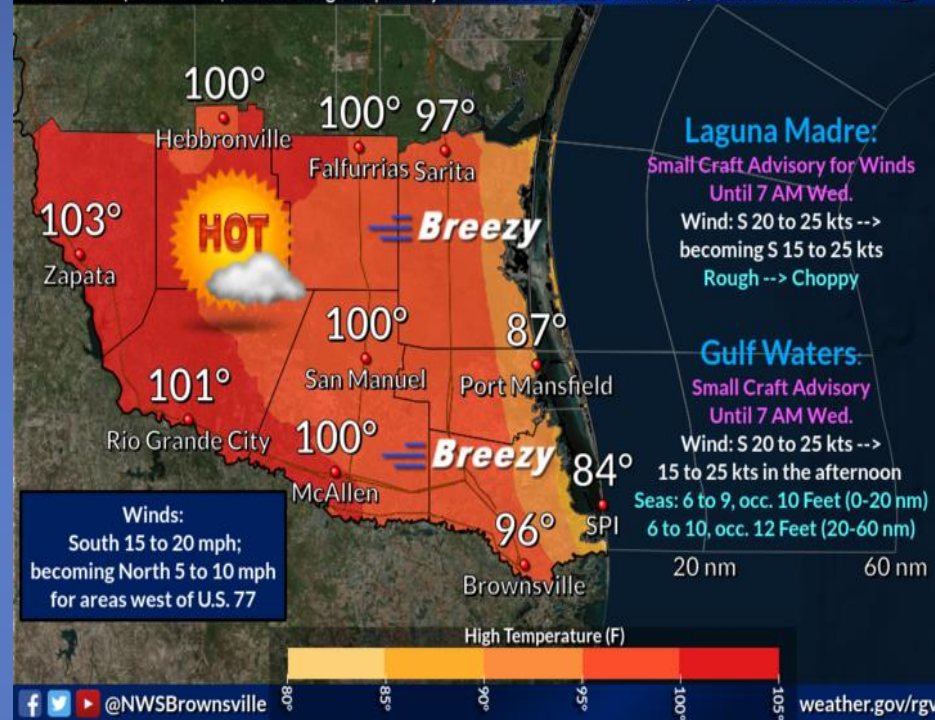 100°
Hebbronville
100°
Falfurrias
97°
Sarita
Laguna Madre:
Small Craft Advisory for Winds
Until 7 AM Wed.
Wind: S 20 to 25 kts -->
becoming S 15 to 25 kts
Rough --> Choppy
103°
Zapata
HOT
Breezy
100°
San Manuel
87°
Port Mansfield
Gulf Waters:
Small Craft Advisory
Until 7 AM Wed.
Wind: S 20 to 25 kts -->
15 to 25 kts in the afternoon
Seas: 6 to 9, occ. 10 Feet (0-20 nm)
6 to 10, occ. 12 Feet (20-60 nm)
101°
Rio Grande City
100°
McAllen
Breezy
84°
SPI
96°
Brownsville
20 nm
60 nm
Winds:
South 15 to 20 mph;
becoming North 5 to 10 mph
for areas west of U.S. 77
High Temperature (F)
80° 85° 90° 95° 100° 105°
@NWSBrownsville
weather.gov/rgv